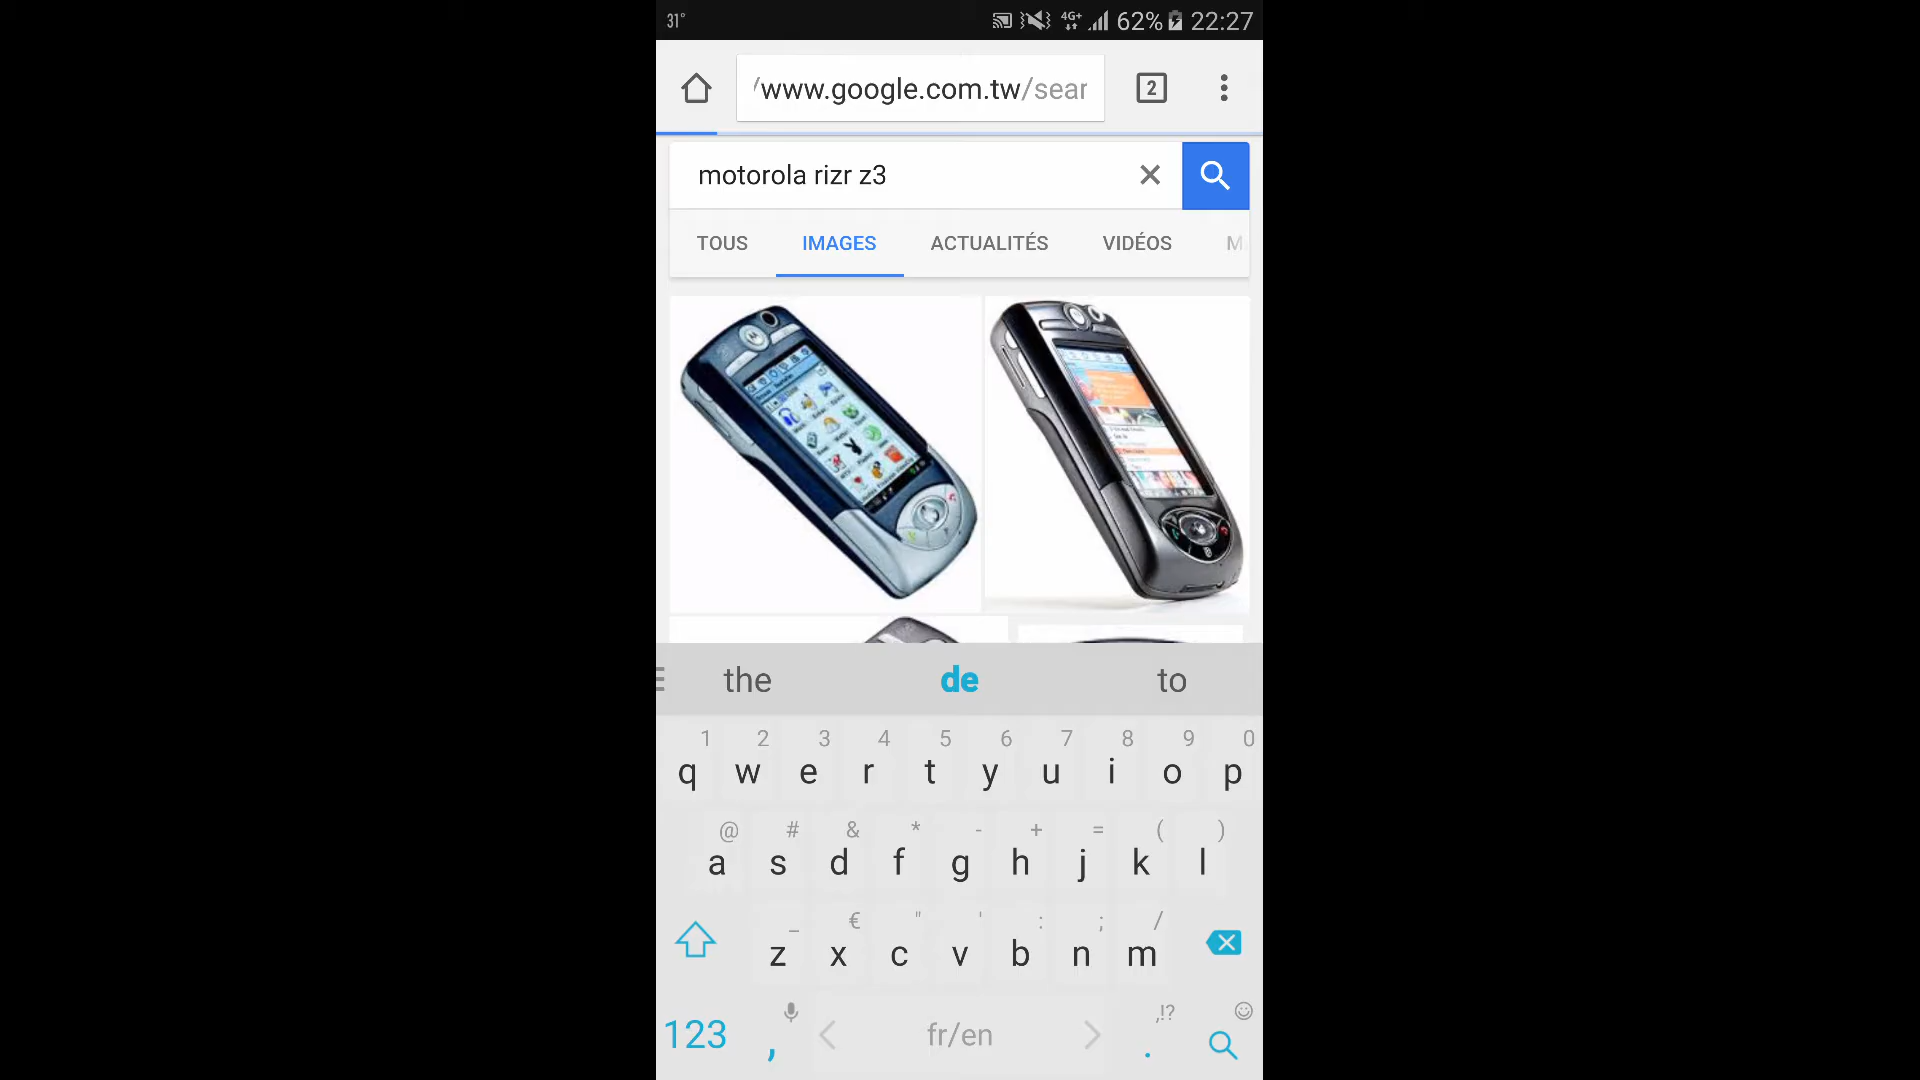 31° 62% 22:27
/www.google.com.tw/sear 2
motorola rizr z3
TOUS IMAGES ACTUALITÉS VIDÉOS M
the de to
1 2 3 4 5 6 7 8 9 0
q w e r t y u i o p
@ # & * - + = ( )
a s d f g h j k l
_ € " ' : ; /
z x c v b n m
,!?
123 , fr/en .